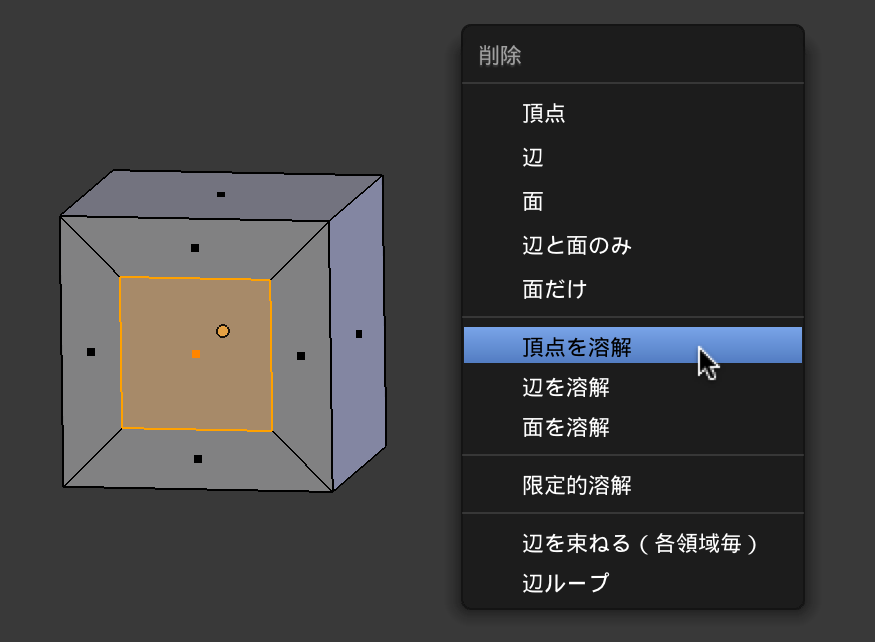 削除
頂点
辺
面
辺と面のみ
面だけ
頂点を溶解
辺を溶解
面を溶解
限定的溶解
辺を束ねる（各領域毎）
辺ループ